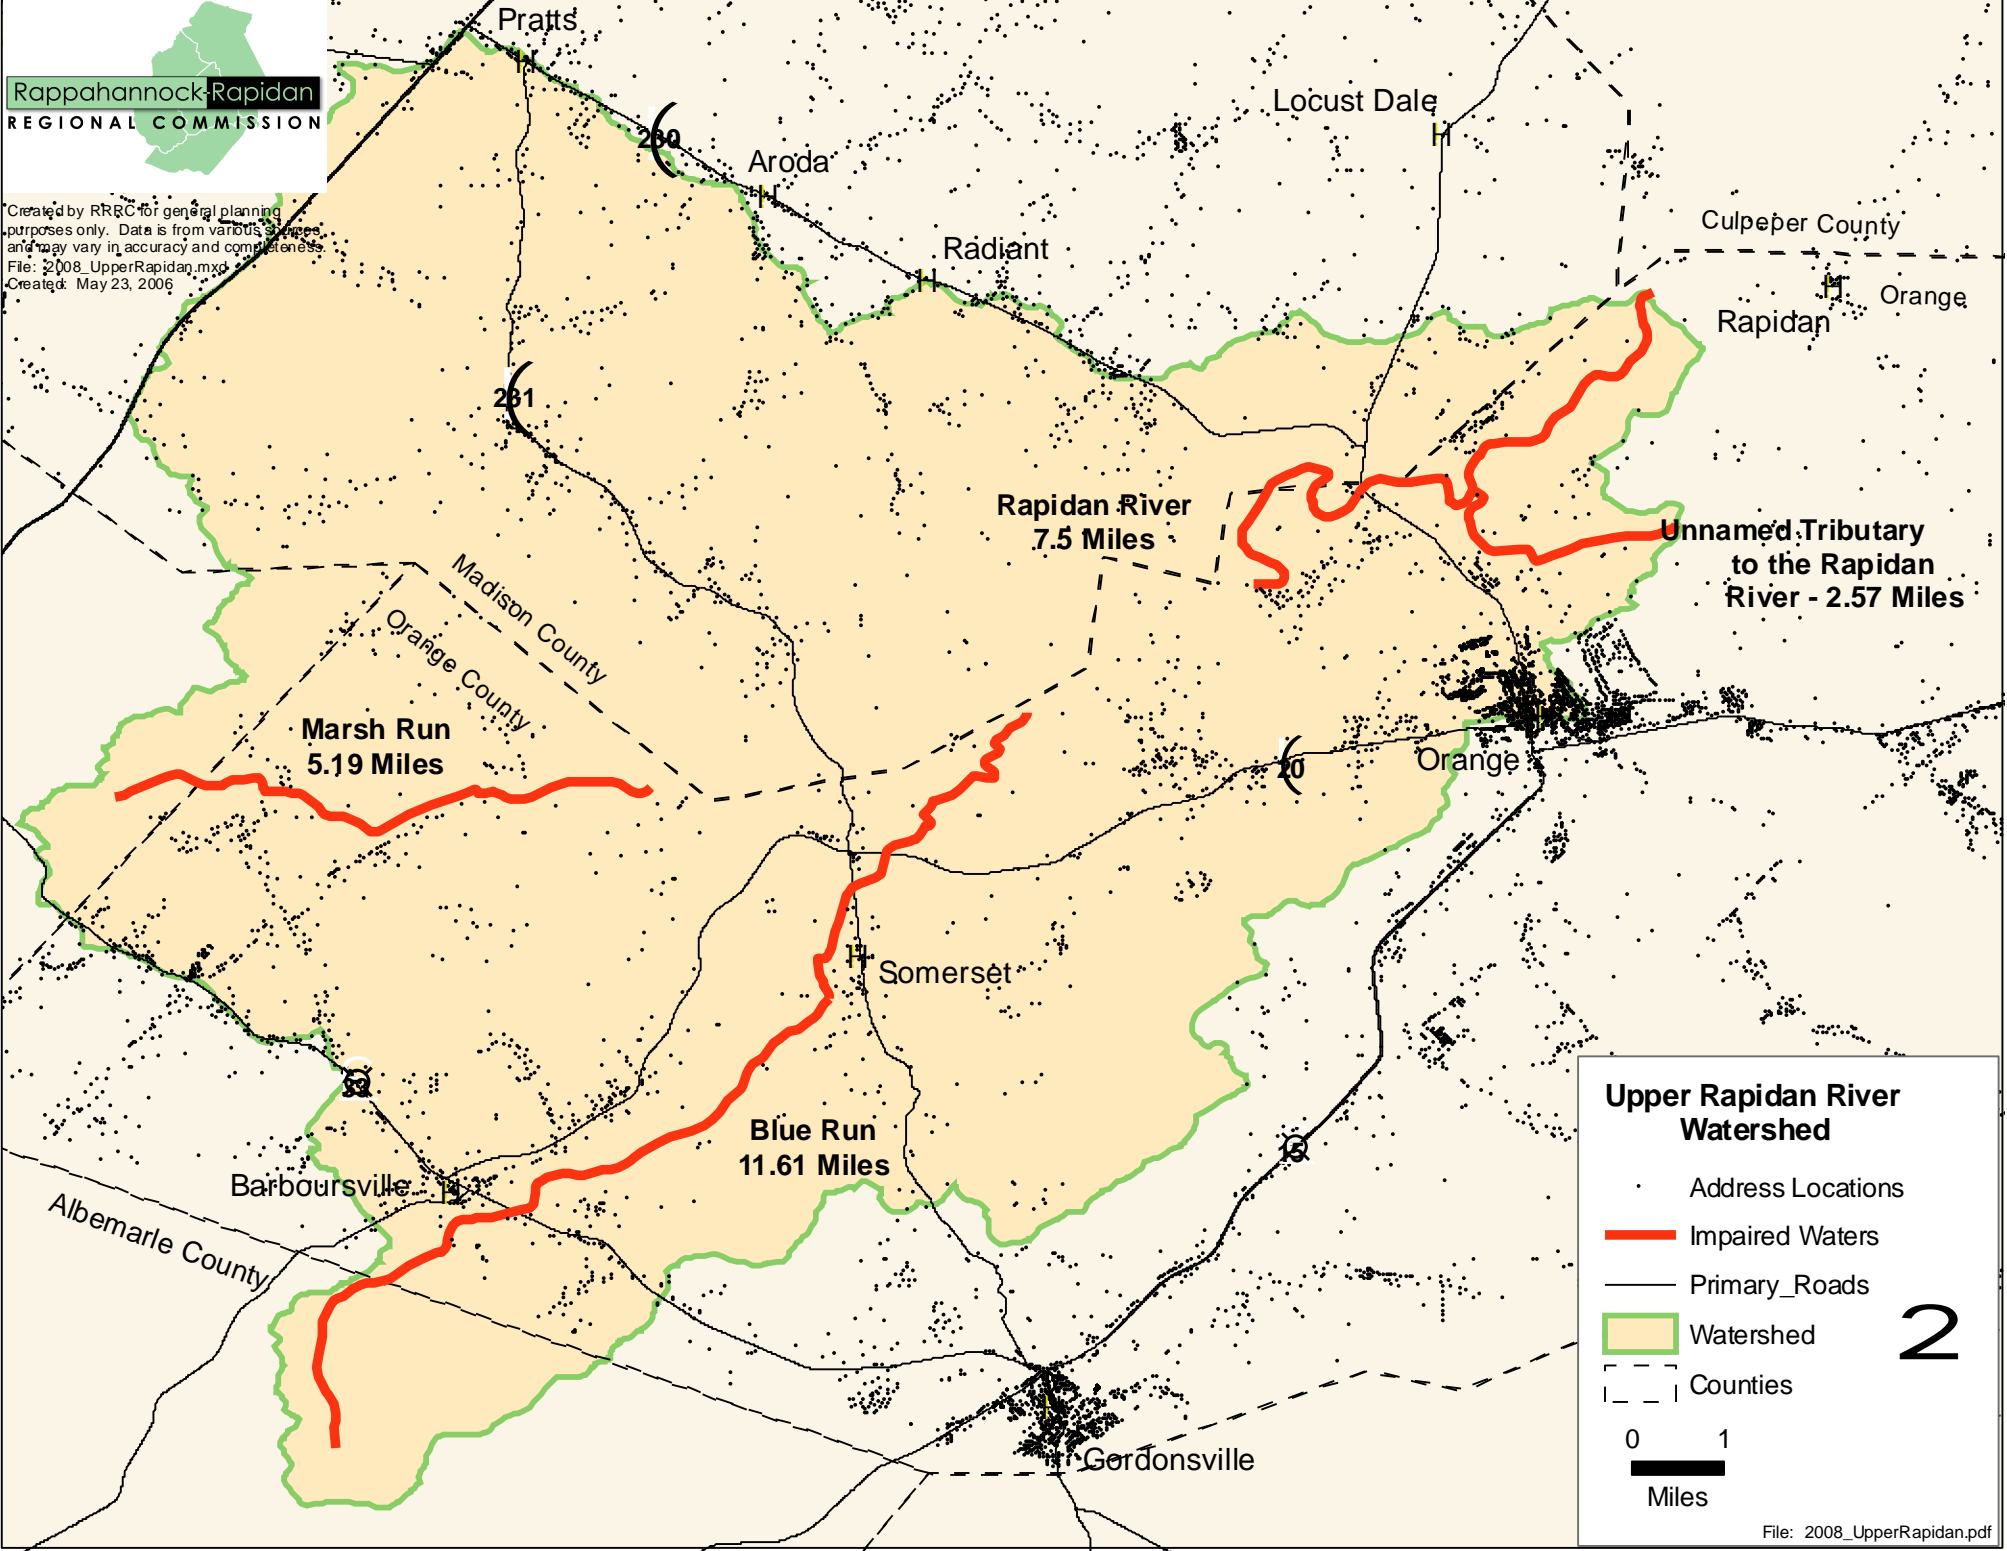 Rappahannock-Rapidan
REGIONAL COMMISSION
Created by RRRC for general planning
purposes only. Data is from various sources
and may vary in accuracy and completeness.
File: 2008_UpperRapidan.mxd
Created: May 23, 2006
Pratts
230
Aroda
Locust Dale
Radiant
Culpeper County
Orange
Rapidan
231
Rapidan River
7.5 Miles
Unnamed Tributary
to the Rapidan
River - 2.57 Miles
Madison County
Orange County
Marsh Run
5.19 Miles
20
Orange
Somerset
33
Blue Run
11.61 Miles
15
Barboursville
Albemarle County
Gordonsville
Upper Rapidan River
Watershed
Address Locations
Impaired Waters
Primary_Roads
Watershed
Counties
2
0 1
Miles
File: 2008_UpperRapidan.pdf